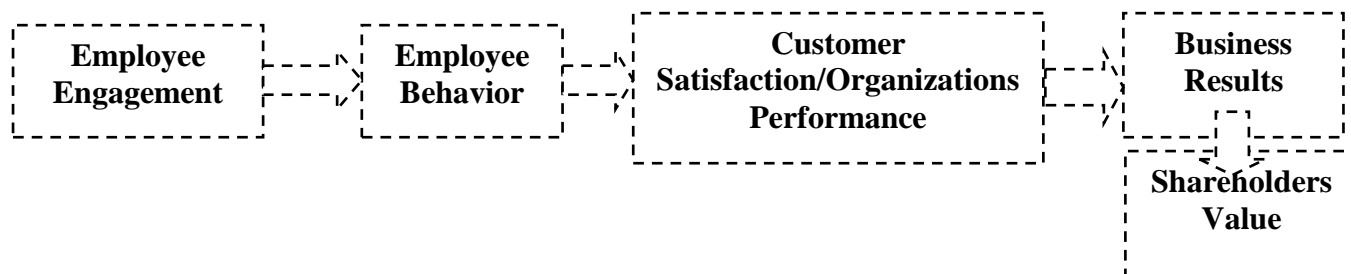 Employee
Engagement
Employee
Behavior
Customer
Satisfaction/Organizations
Performance
Business
Results
Shareholders
Value